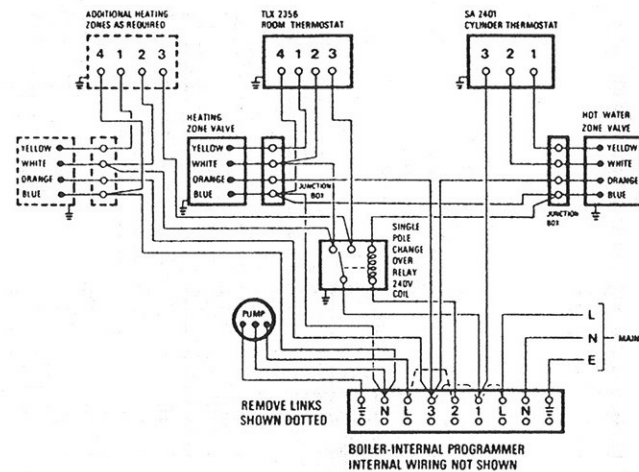 ADDITIONAL HEATING
ZONES AS REQUIRED
4 1 2 3
TLX 2356
ROOM THERMOSTAT
4 1 2 3
SA 2401
CYLINDER THERMOSTAT
3 2 1
YELLOW
WHITE
ORANGE
BLUE
HEATING
ZONE VALVE
YELLOW
WHITE
ORANGE
BLUE
JUNCTION
BOX
HOT WATER
ZONE VALVE
YELLOW
WHITE
ORANGE
BLUE
JUNCTION
BOX
SINGLE
POLE
CHANGE
OVER
RELAY
240V
COIL
PUMP
L
N
E
MAIN
REMOVE LINKS
SHOWN DOTTED
N L 3 2 1 L N
BOILER-INTERNAL PROGRAMMER
INTERNAL WIRING NOT SHOWN